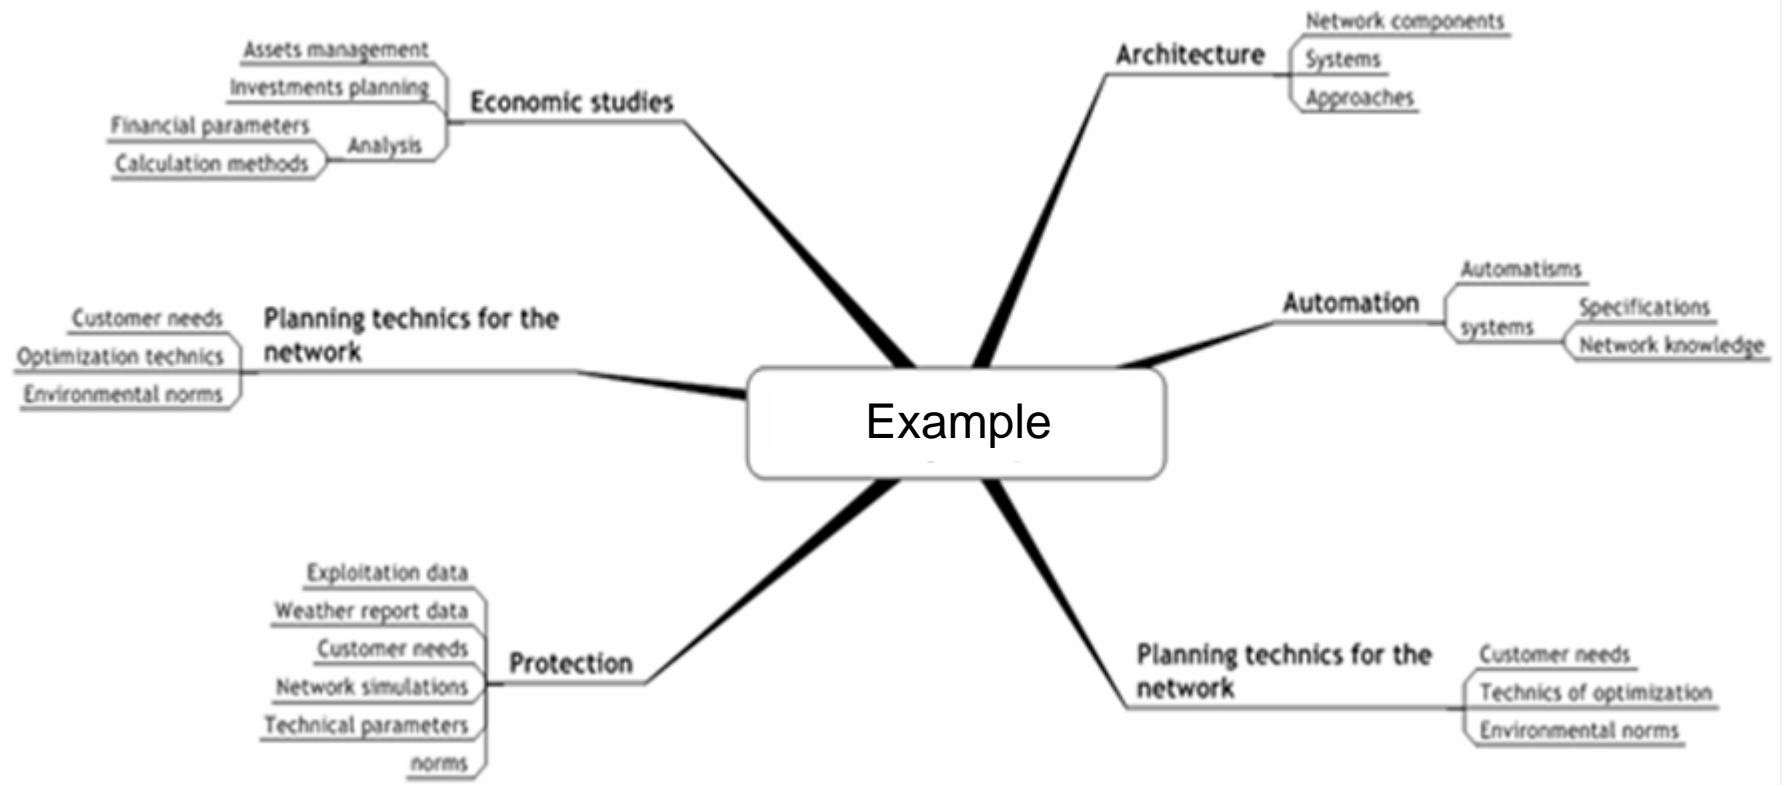 Network components
Architecture
Systems
Approaches
Assets management
Investments planning
Economic studies
Financial parameters
Analysis
Calculation methods
Automatisms
Automation
Specifications
systems
Network knowledge
Customer needs
Planning technics for the
network
Optimization technics
Environmental norms
Example
Exploitation data
Weather report data
Customer needs
Protection
Network simulations
Technical parameters
norms
Planning technics for the
network
Customer needs
Technics of optimization
Environmental norms